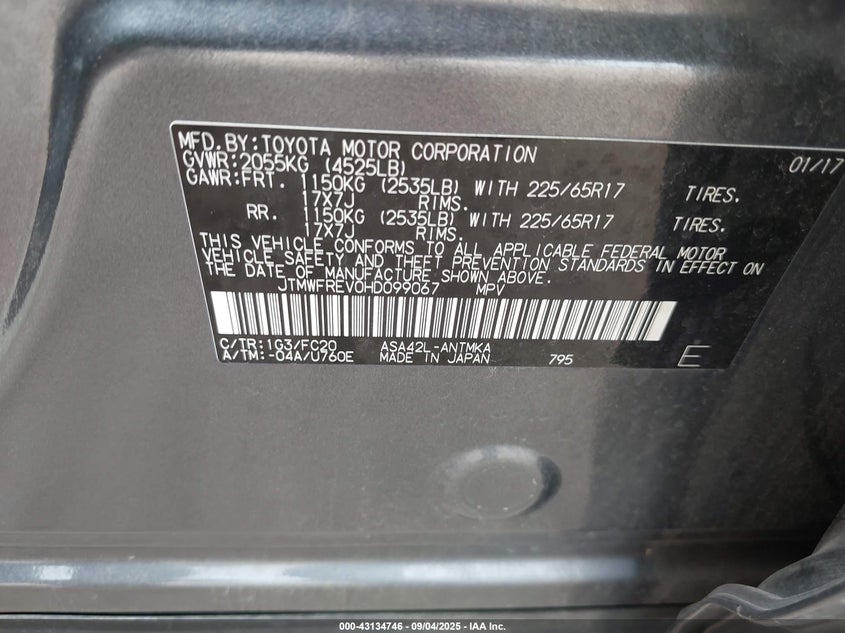 MFD.BY:TOYOTA MOTOR CORPORATION 01/17
GVWR:2055KG (4525LB)
GAWR:FRT. 1150KG (2535LB) WITH 225/65R17 TIRES.
17X7J RIMS.
RR. 1150KG (2535LB) WITH 225/65R17 TIRES.
17X7J RIMS.
THIS VEHICLE CONFORMS TO ALL APPLICABLE FEDERAL MOTOR
VEHICLE SAFETY AND THEFT PREVENTION STANDARDS IN EFFECT ON
THE DATE OF MANUFACTURE SHOWN ABOVE.
JTMWFREV0HD099067 MPV
C/TR:1G3/FC20 ASA42L-ANTMKA
A/TM:-04A/U760E MADE IN JAPAN 795 E
000-43134746 - 09/04/2025 - IAA Inc.